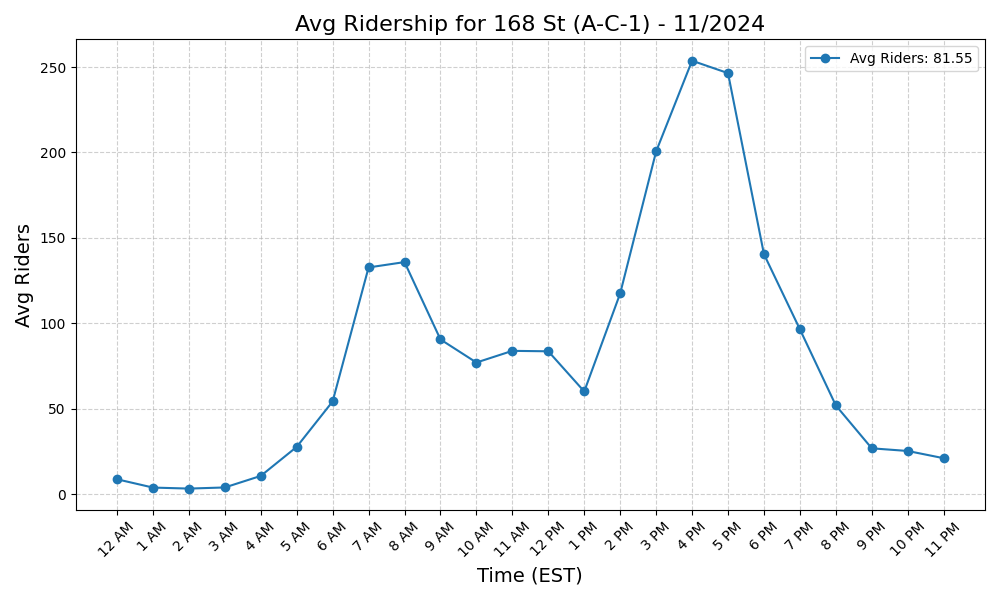 Avg Ridership for 168 St (A-C-1) - 11/2024
Avg Riders: 81.55
250
200
150
100
50
0
Avg Riders
12 AM
1 AM
2 AM
3 AM
4 AM
5 AM
6 AM
7 AM
8 AM
9 AM
10 AM
11 AM
12 PM
1 PM
2 PM
3 PM
4 PM
5 PM
6 PM
7 PM
8 PM
9 PM
10 PM
11 PM
Time (EST)